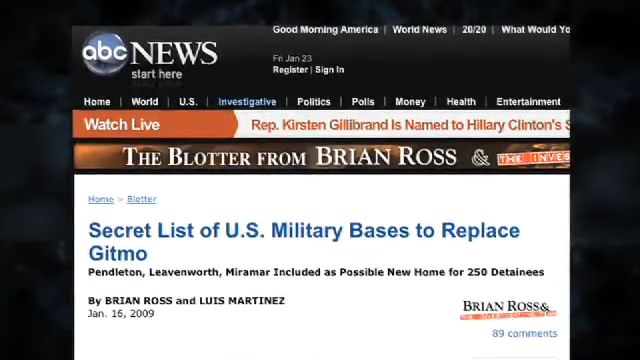 Good Morning America | World News | 20/20 | What Would Yo
abc NEWS
start here
Fri Jan 23
Register | Sign In
Home | World | U.S. | Investigative | Politics | Polls | Money | Health | Entertainment
Watch Live Rep. Kirsten Gillibrand Is Named to Hillary Clinton's S
THE BLOTTER FROM BRIAN ROSS & THE INVES
Home > Blotter
Secret List of U.S. Military Bases to Replace
Gitmo
Pendleton, Leavenworth, Miramar Included as Possible New Home for 250 Detainees
By BRIAN ROSS and LUIS MARTINEZ
Jan. 16, 2009
BRIAN ROSS&
89 comments